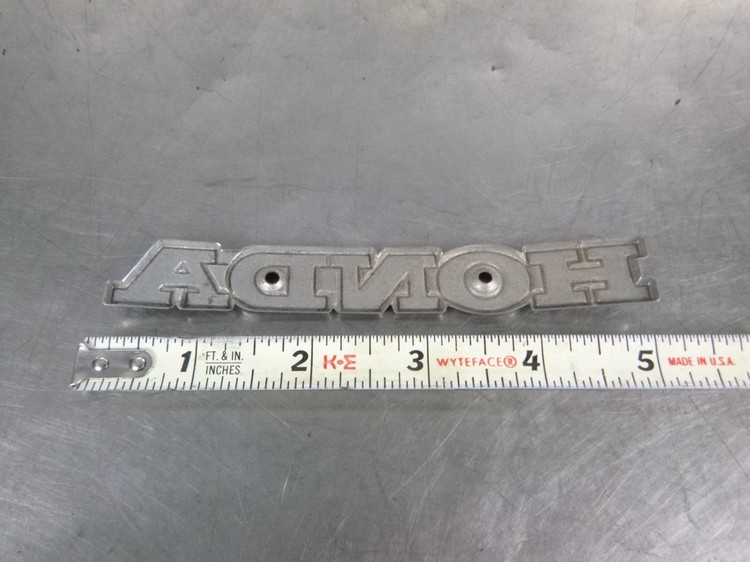 HONDA
1 FT. & IN. INCHES 2 K+E 3 WYTEFACE® 4 5 MADE IN U.S.A.